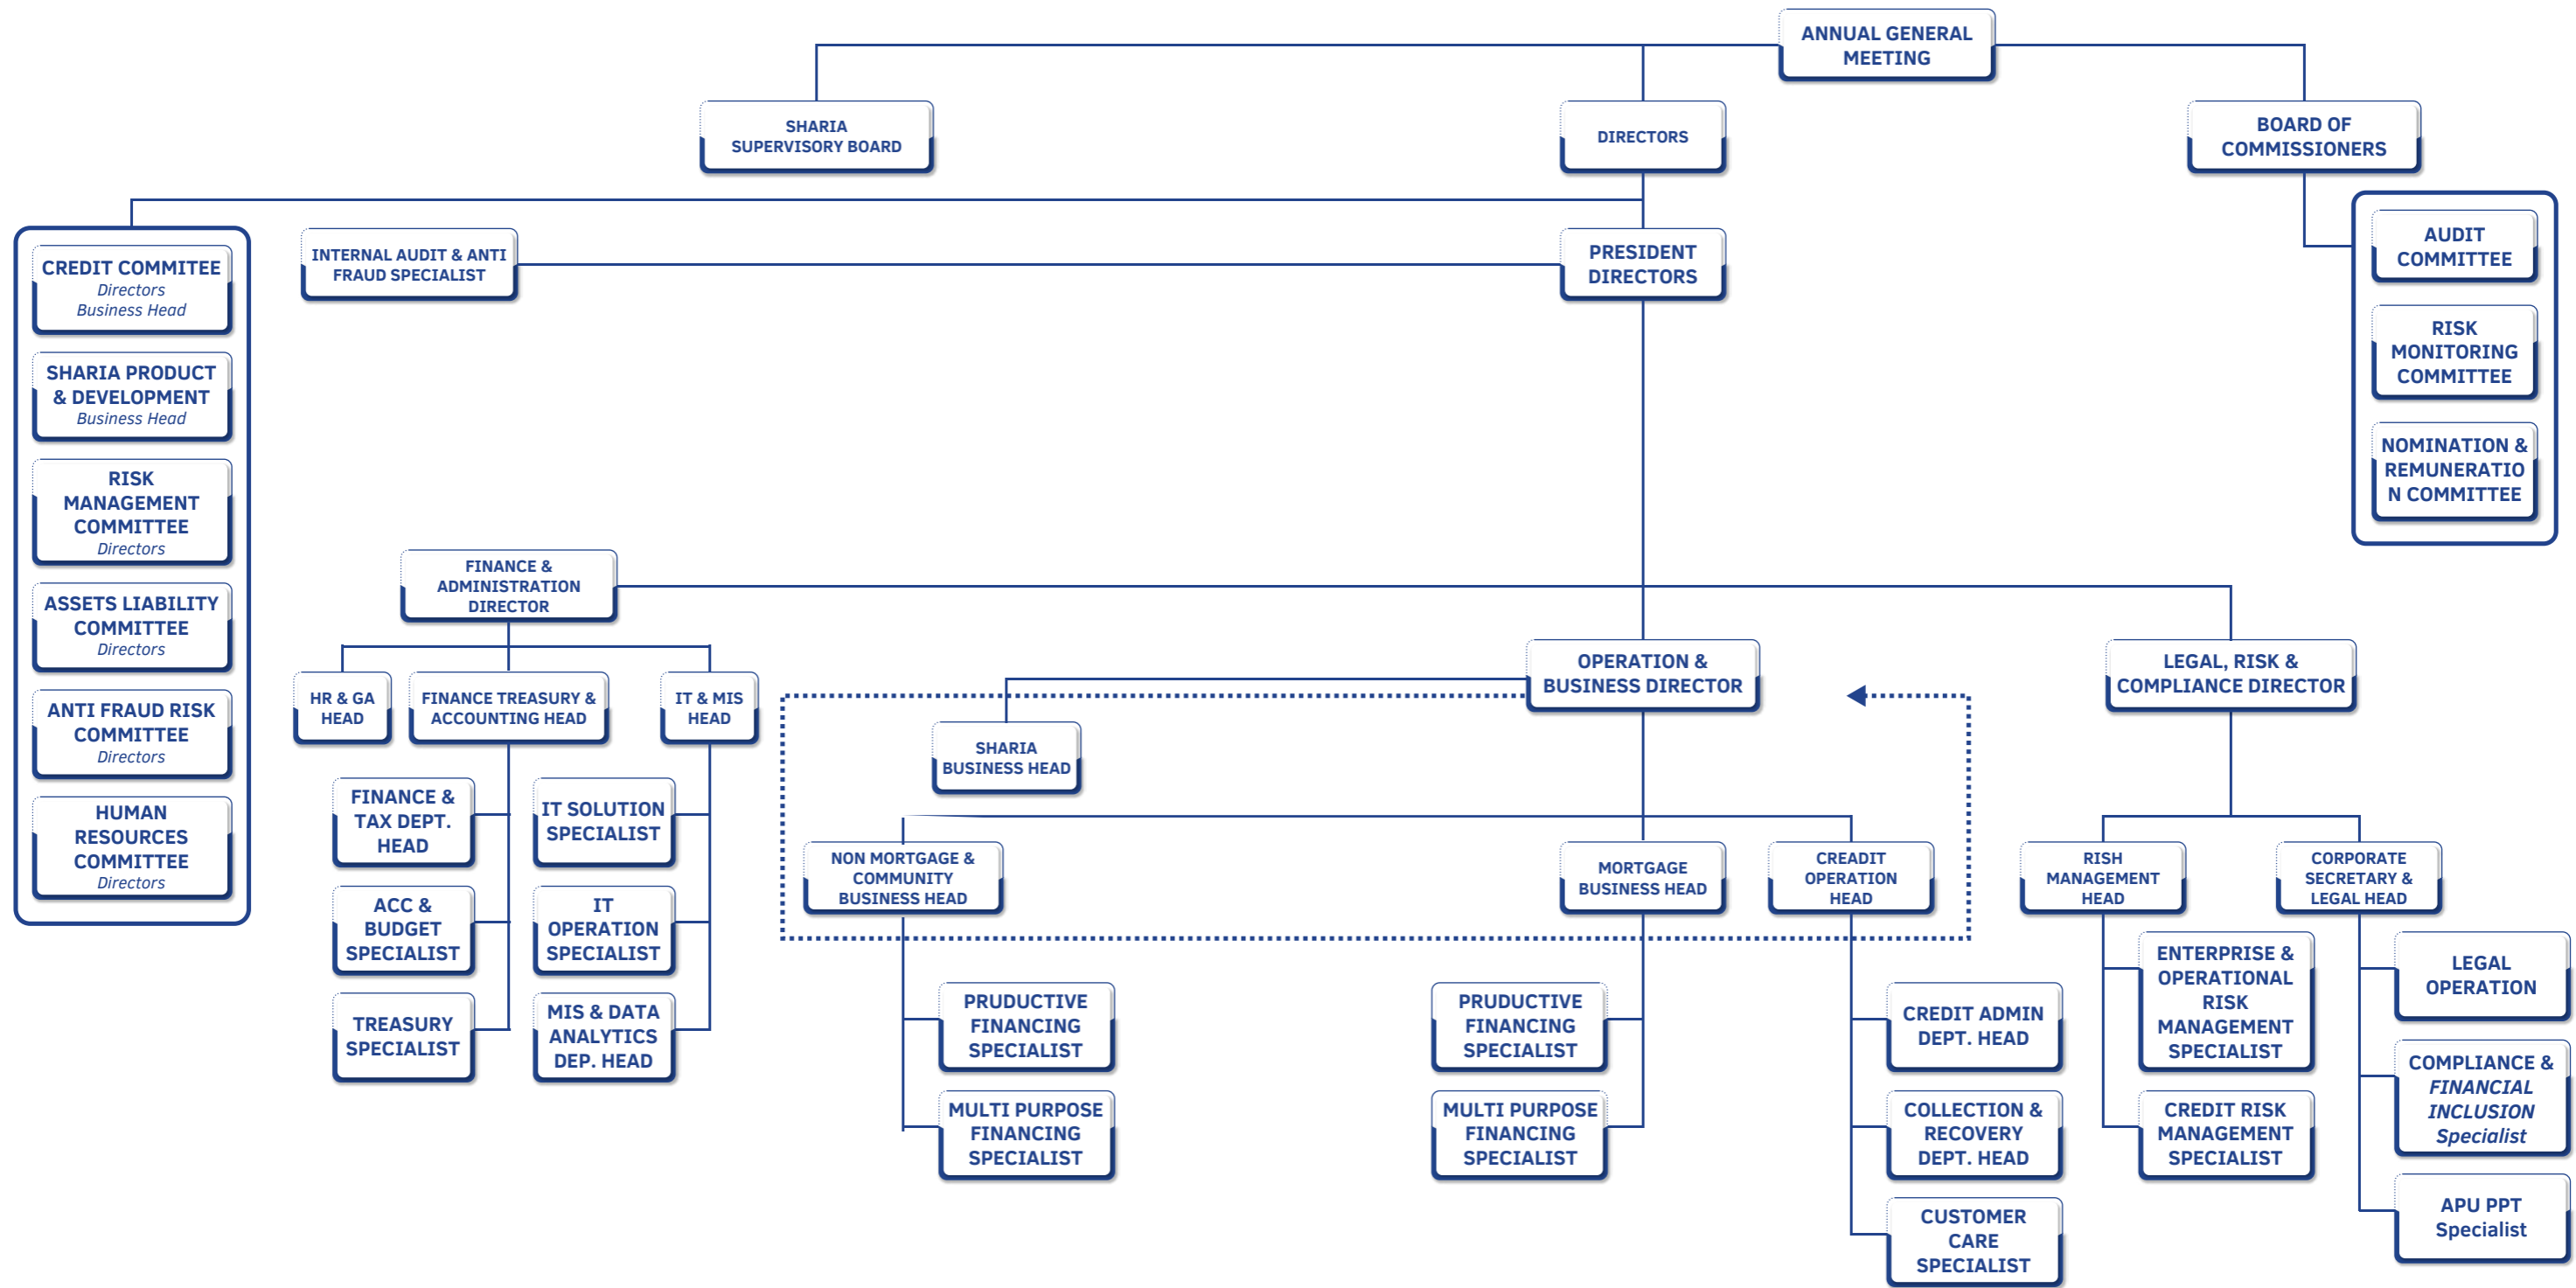 ANNUAL GENERAL
MEETING
SHARIA
SUPERVISORY BOARD
DIRECTORS
BOARD OF
COMMISSIONERS
CREDIT COMMITEE
Directors
Business Head
SHARIA PRODUCT
& DEVELOPMENT
Business Head
RISK
MANAGEMENT
COMMITTEE
Directors
ASSETS LIABILITY
COMMITTEE
Directors
ANTI FRAUD RISK
COMMITTEE
Directors
HUMAN
RESOURCES
COMMITTEE
Directors
INTERNAL AUDIT & ANTI
FRAUD SPECIALIST
PRESIDENT
DIRECTORS
AUDIT
COMMITTEE
RISK
MONITORING
COMMITTEE
NOMINATION &
REMUNERATIO
N COMMITTEE
FINANCE &
ADMINISTRATION
DIRECTOR
HR & GA
HEAD
FINANCE TREASURY &
ACCOUNTING HEAD
IT & MIS
HEAD
FINANCE &
TAX DEPT.
HEAD
ACC &
BUDGET
SPECIALIST
TREASURY
SPECIALIST
IT SOLUTION
SPECIALIST
IT
OPERATION
SPECIALIST
MIS & DATA
ANALYTICS
DEP. HEAD
OPERATION &
BUSINESS DIRECTOR
SHARIA
BUSINESS HEAD
NON MORTGAGE &
COMMUNITY
BUSINESS HEAD
MORTGAGE
BUSINESS HEAD
CREADIT
OPERATION
HEAD
PRUDUCTIVE
FINANCING
SPECIALIST
MULTI PURPOSE
FINANCING
SPECIALIST
PRUDUCTIVE
FINANCING
SPECIALIST
MULTI PURPOSE
FINANCING
SPECIALIST
CREDIT ADMIN
DEPT. HEAD
COLLECTION &
RECOVERY
DEPT. HEAD
CUSTOMER
CARE
SPECIALIST
LEGAL, RISK &
COMPLIANCE DIRECTOR
RISH
MANAGEMENT
HEAD
CORPORATE
SECRETARY &
LEGAL HEAD
ENTERPRISE &
OPERATIONAL
RISK
MANAGEMENT
SPECIALIST
CREDIT RISK
MANAGEMENT
SPECIALIST
LEGAL
OPERATION
COMPLIANCE &
FINANCIAL
INCLUSION
Specialist
APU PPT
Specialist